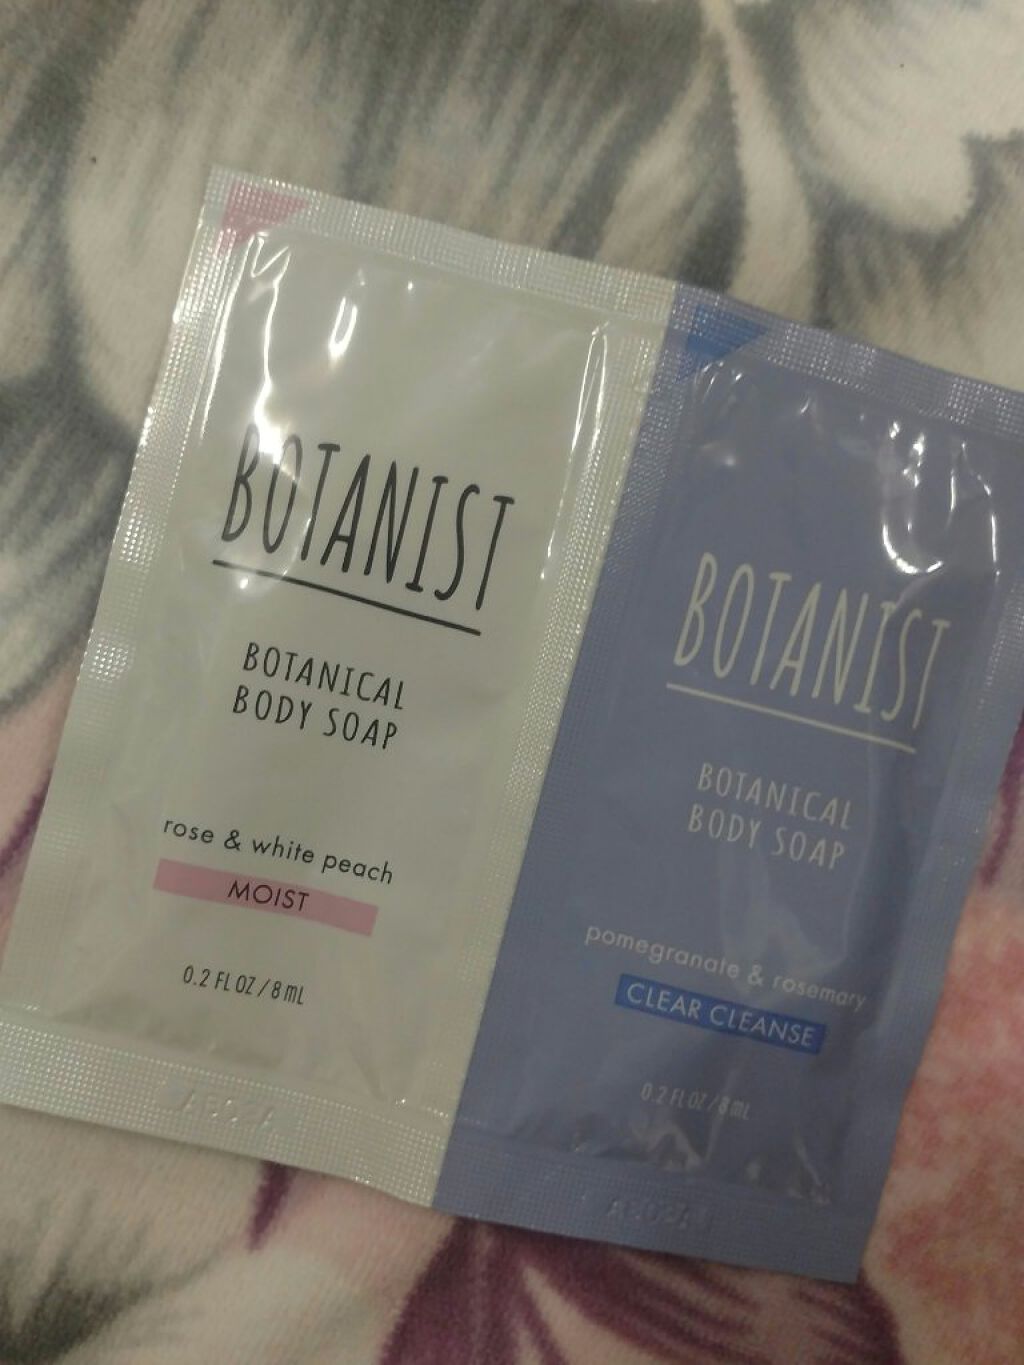 BOTANIST
BOTANICAL
BODY SOAP
rose & white peach
MOIST
0.2 FL OZ / 8 mL
BOTANIST
BOTANICAL
BODY SOAP
pomegranate & rosemary
CLEAR CLEANSE
0.2 FL OZ / 8 mL